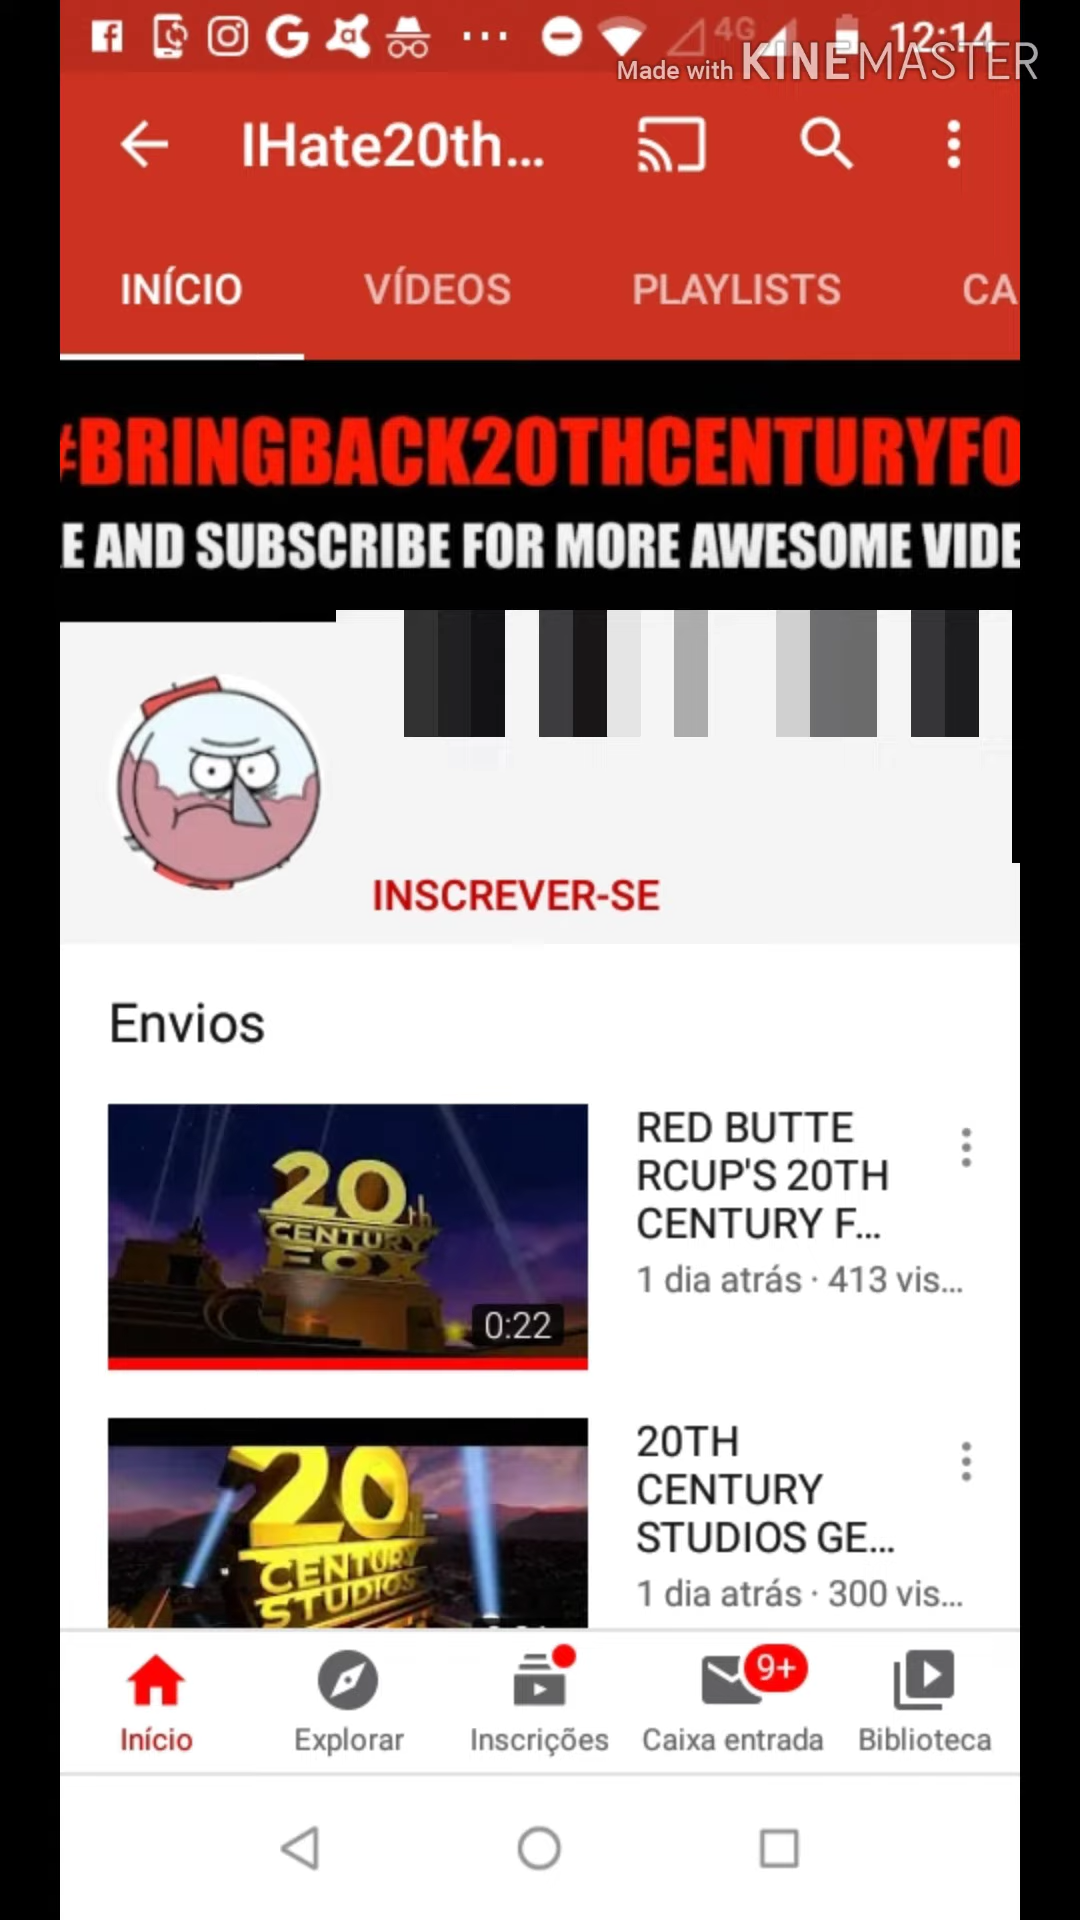 4G 12:14
Made with KINEMASTER
IHate20th...
INÍCIO VÍDEOS PLAYLISTS CA
#BRINGBACK20THCENTURYFO
E AND SUBSCRIBE FOR MORE AWESOME VIDE
INSCREVER-SE
Envios
20th
CENTURY
FOX
0:22
RED BUTTE
RCUP'S 20TH
CENTURY F...
1 dia atrás · 413 vis...
20
CENTURY
STUDIOS
20TH
CENTURY
STUDIOS GE...
1 dia atrás · 300 vis...
9+
Início Explorar Inscrições Caixa entrada Biblioteca